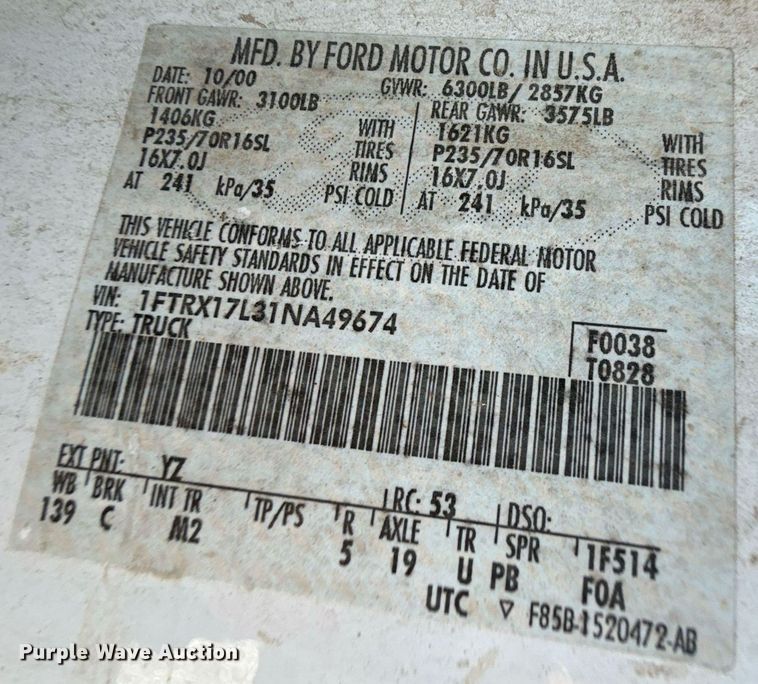 MFD. BY FORD MOTOR CO. IN U.S.A.
DATE: 10/00 GVWR: 6300LB/ 2857KG
FRONT GAWR: 3100LB REAR GAWR: 3575LB
1406KG WITH 1621KG WITH
P235/70R16SL TIRES P235/70R16SL TIRES
16X7.0J RIMS 16X7.0J RIMS
AT 241 kPa/35 PSI COLD AT 241 kPa/35 PSI COLD
THIS VEHICLE CONFORMS TO ALL APPLICABLE FEDERAL MOTOR
VEHICLE SAFETY STANDARDS IN EFFECT ON THE DATE OF
MANUFACTURE SHOWN ABOVE.
VIN: 1FTRX17L31NA49674
TYPE: TRUCK
F0038
T0828
EXT PNT: YZ RC: 53 DSO:
WB BRK INT TR TP/PS R AXLE TR SPR 1F514
139 C M2 5 19 U PB F0A
UTC ▽ F85B-1520472-AB
Purple Wave Auction